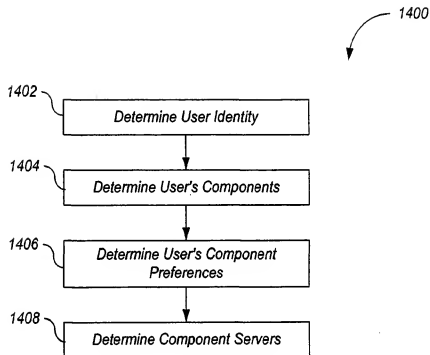 1400
1402
Determine User Identity
1404
Determine User's Components
1406
Determine User's Component
Preferences
1408
Determine Component Servers